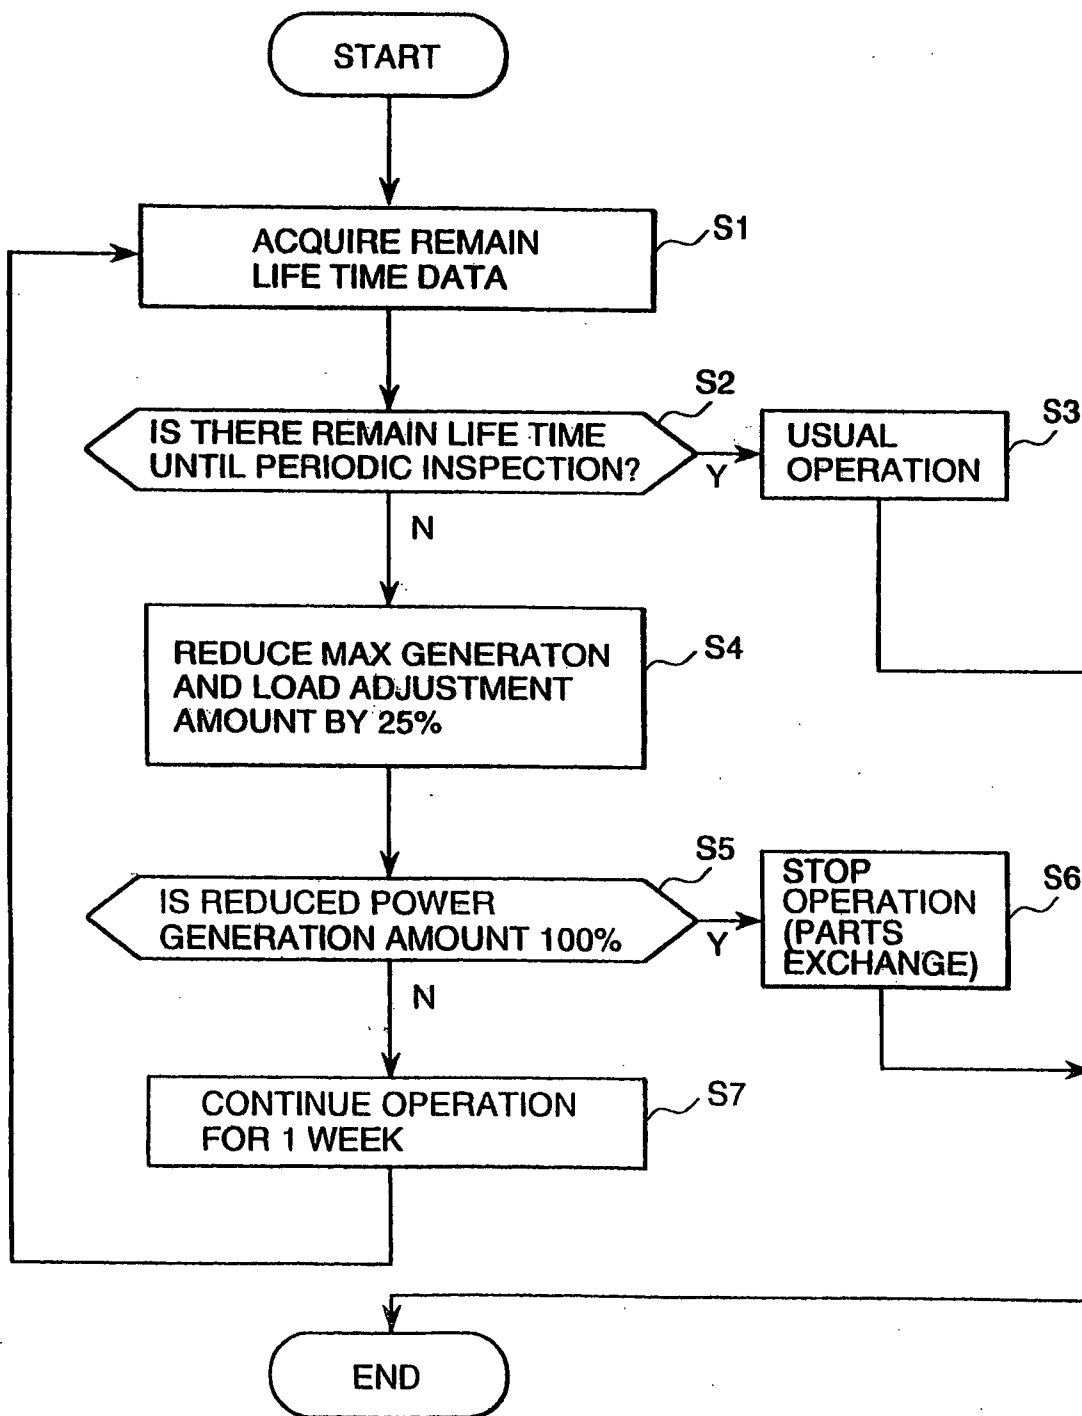 START
ACQUIRE REMAIN
LIFE TIME DATA
S1
IS THERE REMAIN LIFE TIME
UNTIL PERIODIC INSPECTION?
S2
Y
N
USUAL
OPERATION
S3
REDUCE MAX GENERATON
AND LOAD ADJUSTMENT
AMOUNT BY 25%
S4
IS REDUCED POWER
GENERATION AMOUNT 100%
S5
Y
N
STOP
OPERATION
(PARTS
EXCHANGE)
S6
CONTINUE OPERATION
FOR 1 WEEK
S7
END